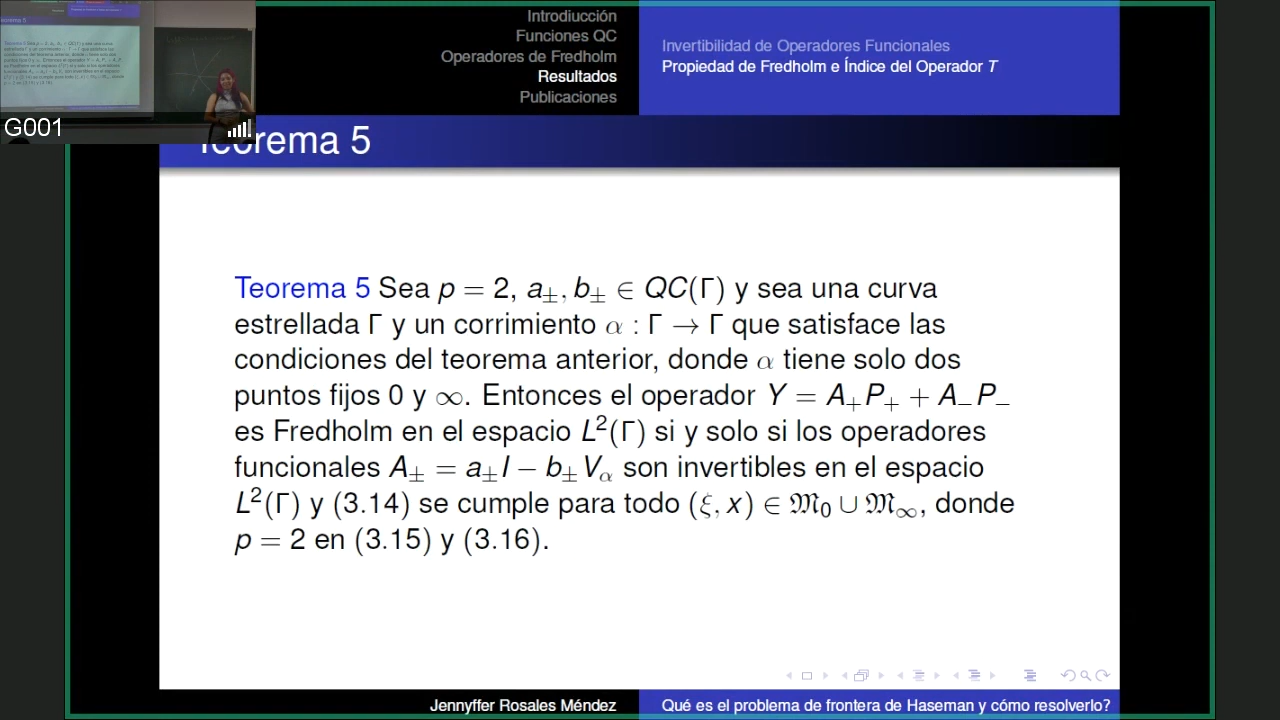 Introducción
Funciones QC
Operadores de Fredholm
Resultados
Publicaciones
Invertibilidad de Operadores Funcionales
Propiedad de Fredholm e Índice del Operador T
G001
Teorema 5
Teorema 5 Sea p = 2, a±, b± ∈ QC(Γ) y sea una curva
estrellada Γ y un corrimiento α : Γ → Γ que satisface las
condiciones del teorema anterior, donde α tiene solo dos
puntos fijos 0 y ∞. Entonces el operador Y = A₊P₊ + A₋P₋
es Fredholm en el espacio L²(Γ) si y solo si los operadores
funcionales A± = a±I − b±Vα son invertibles en el espacio
L²(Γ) y (3.14) se cumple para todo (ξ, x) ∈ 𝔐₀ ∪ 𝔐∞, donde
p = 2 en (3.15) y (3.16).
Jennyffer Rosales Méndez
Qué es el problema de frontera de Haseman y cómo resolverlo?